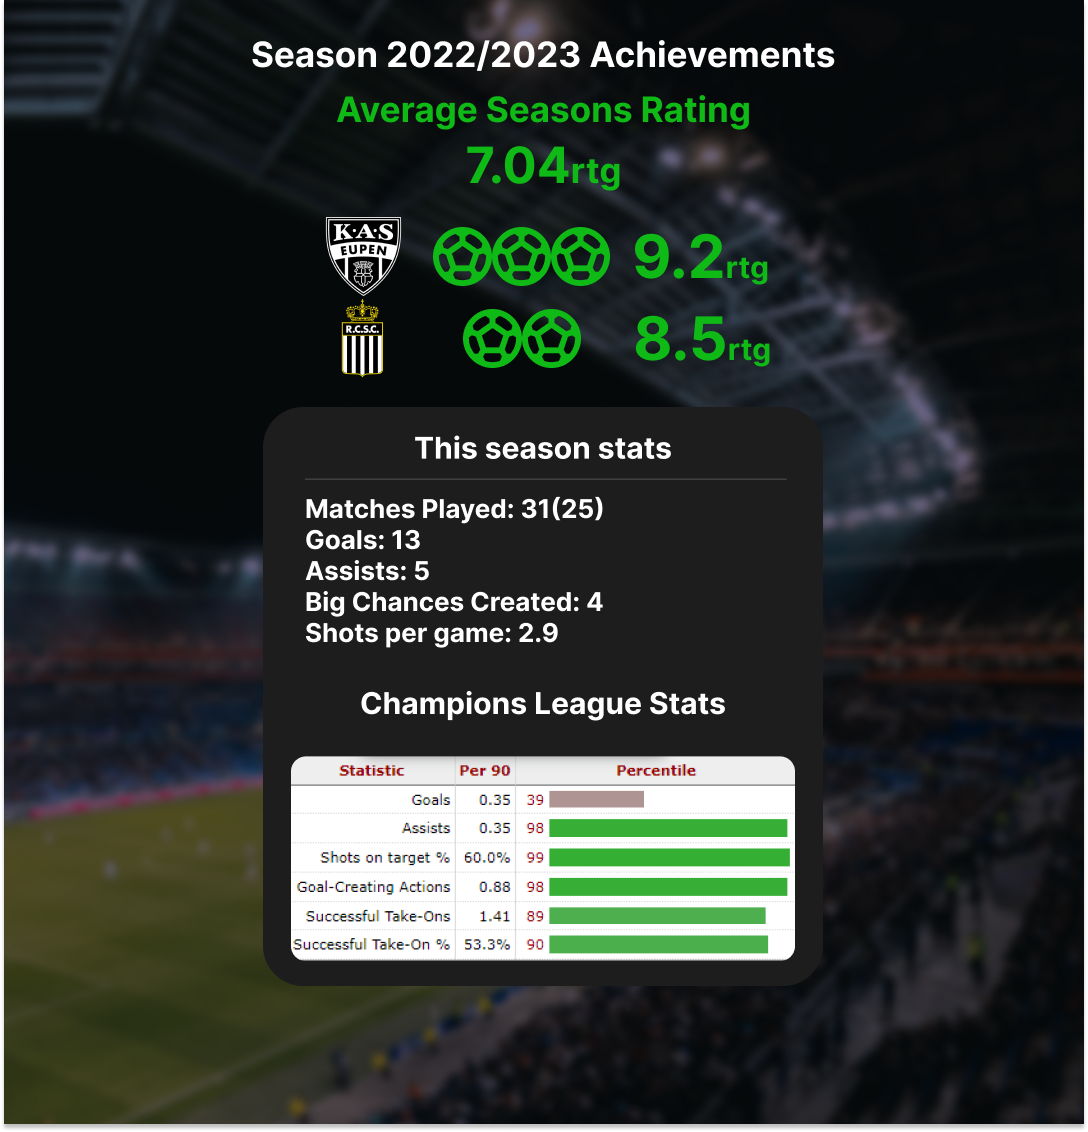 Season 2022/2023 Achievements
Average Seasons Rating
7.04rtg
K·A·S
EUPEN
9.2rtg
R.C.S.C.
8.5rtg
This season stats
Matches Played: 31(25)
Goals: 13
Assists: 5
Big Chances Created: 4
Shots per game: 2.9
Champions League Stats
Statistic Per 90 Percentile
Goals 0.35 39
Assists 0.35 98
Shots on target % 60.0% 99
Goal-Creating Actions 0.88 98
Successful Take-Ons 1.41 89
Successful Take-On % 53.3% 90